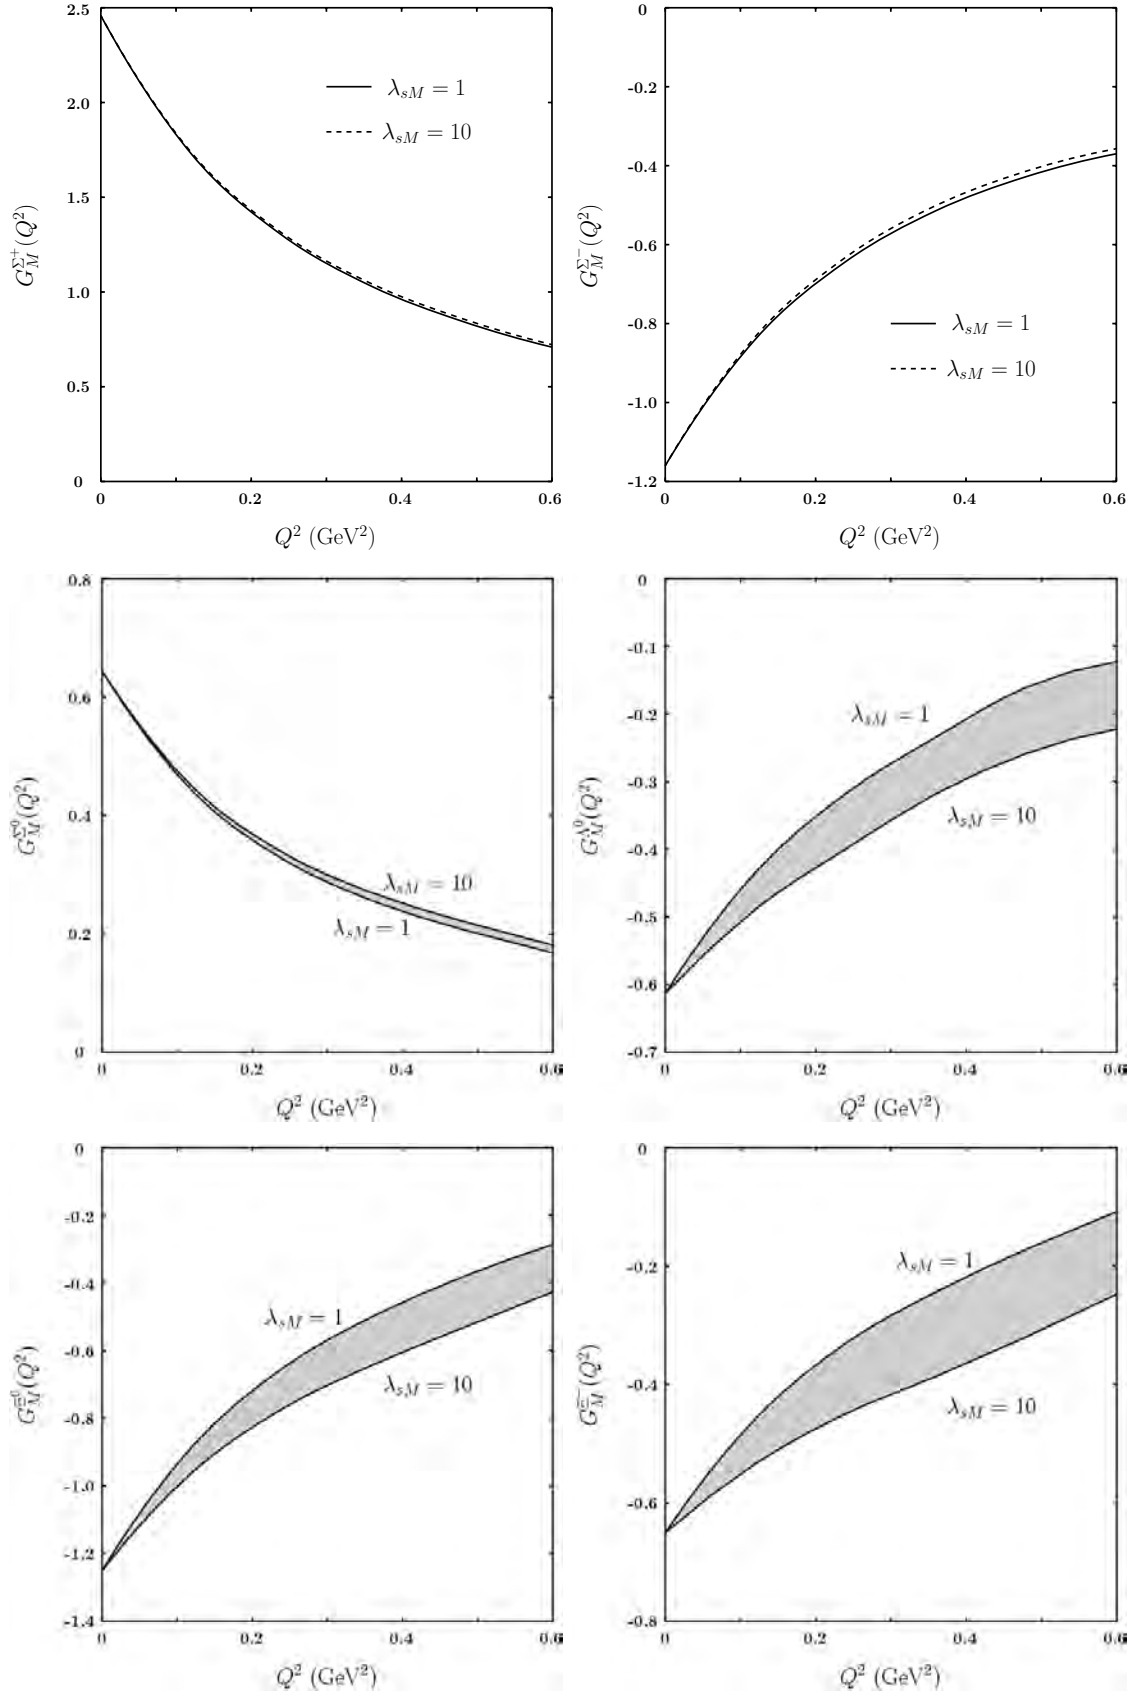 2.5
2.0
1.5
1.0
0.5
0
0
0.2
0.4
0.6
λ_{sM} = 1
λ_{sM} = 10
G_M^{Σ^+}(Q^2)
Q^2 (GeV^2)
0
-0.2
-0.4
-0.6
-0.8
-1.0
-1.2
0
0.2
0.4
0.6
λ_{sM} = 1
λ_{sM} = 10
G_M^{Σ^-}(Q^2)
Q^2 (GeV^2)
0.8
0.6
0.4
0.2
0
0
0.2
0.4
0.6
λ_{sM} = 10
λ_{sM} = 1
G_M^{Σ^0}(Q^2)
Q^2 (GeV^2)
0
-0.1
-0.2
-0.3
-0.4
-0.5
-0.6
-0.7
0
0.2
0.4
0.6
λ_{sM} = 1
λ_{sM} = 10
G_M^{Λ^0}(Q^2)
Q^2 (GeV^2)
0
-0.2
-0.4
-0.6
-0.8
-1.0
-1.2
-1.4
0
0.2
0.4
0.6
λ_{sM} = 1
λ_{sM} = 10
G_M^{Ξ^0}(Q^2)
Q^2 (GeV^2)
0
-0.2
-0.4
-0.6
-0.8
0
0.2
0.4
0.6
λ_{sM} = 1
λ_{sM} = 10
G_M^{Ξ^-}(Q^2)
Q^2 (GeV^2)